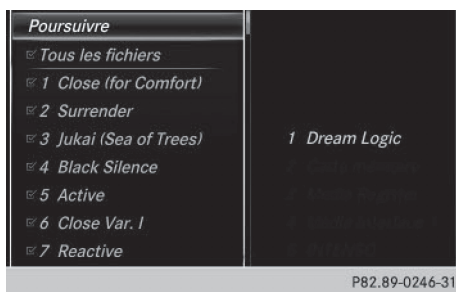 Poursuivre
Tous les fichiers
1 Close (for Comfort)
2 Surrender
3 Jukai (Sea of Trees)
4 Black Silence
5 Active
6 Close Var. I
7 Reactive
1 Dream Logic
P82.89-0246-31